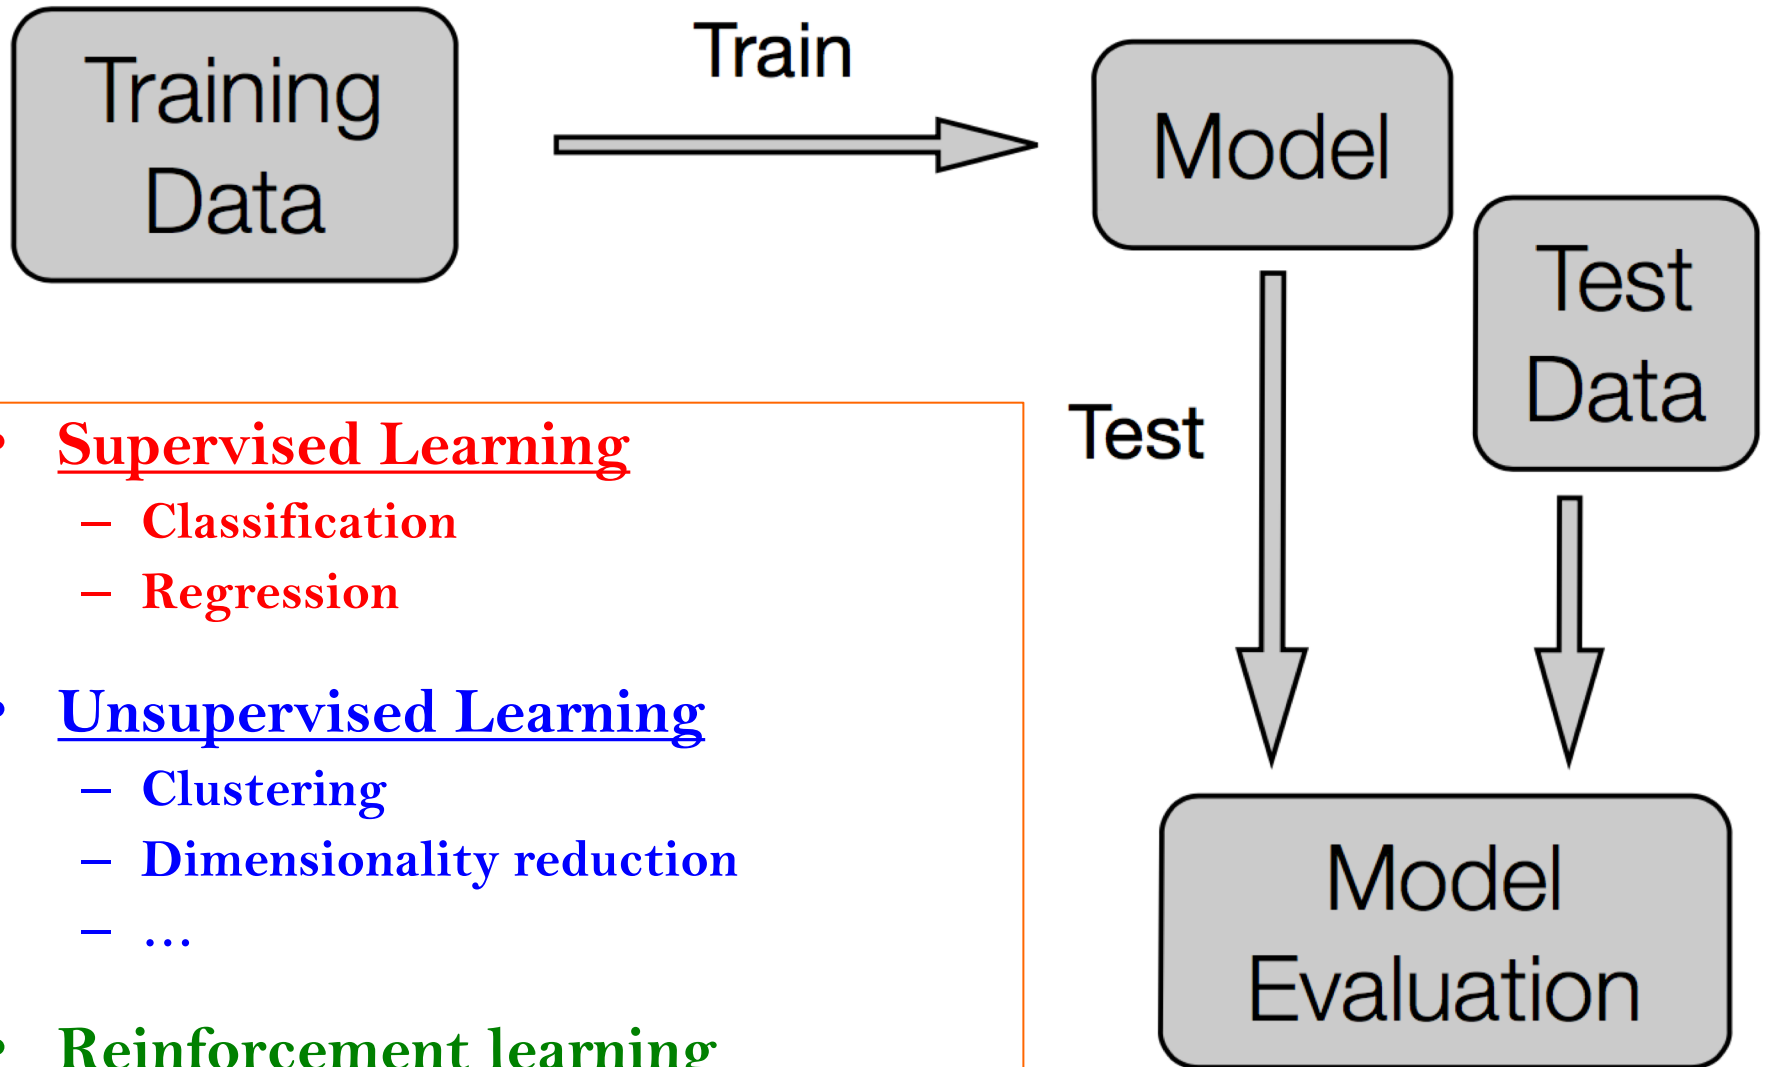 Training
Data
Train
Model
Test
Data
Test
• Supervised Learning
– Classification
– Regression
• Unsupervised Learning
– Clustering
– Dimensionality reduction
– …
• Reinforcement learning
Model
Evaluation